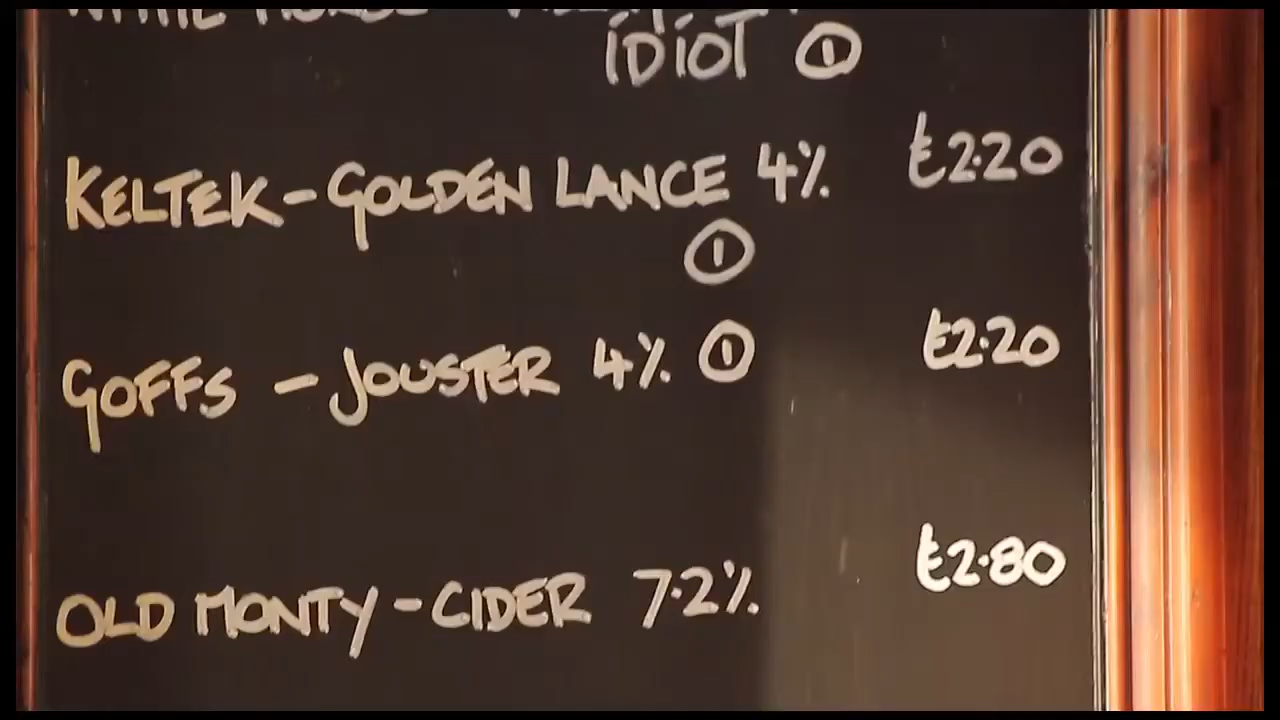 IDIOT ①
KELTEK - GOLDEN LANCE 4% £2.20
①
GOFFS - JOUSTER 4% ① £2.20
OLD MONTY - CIDER 7.2% £2.80